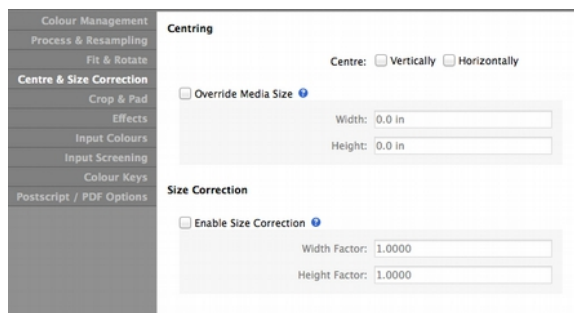 Colour Management
Process & Resampling
Fit & Rotate
Centre & Size Correction
Crop & Pad
Effects
Input Colours
Input Screening
Colour Keys
Postscript / PDF Options
Centring
Centre: Vertically Horizontally
Override Media Size ?
Width: 0.0 in
Height: 0.0 in
Size Correction
Enable Size Correction ?
Width Factor: 1.0000
Height Factor: 1.0000